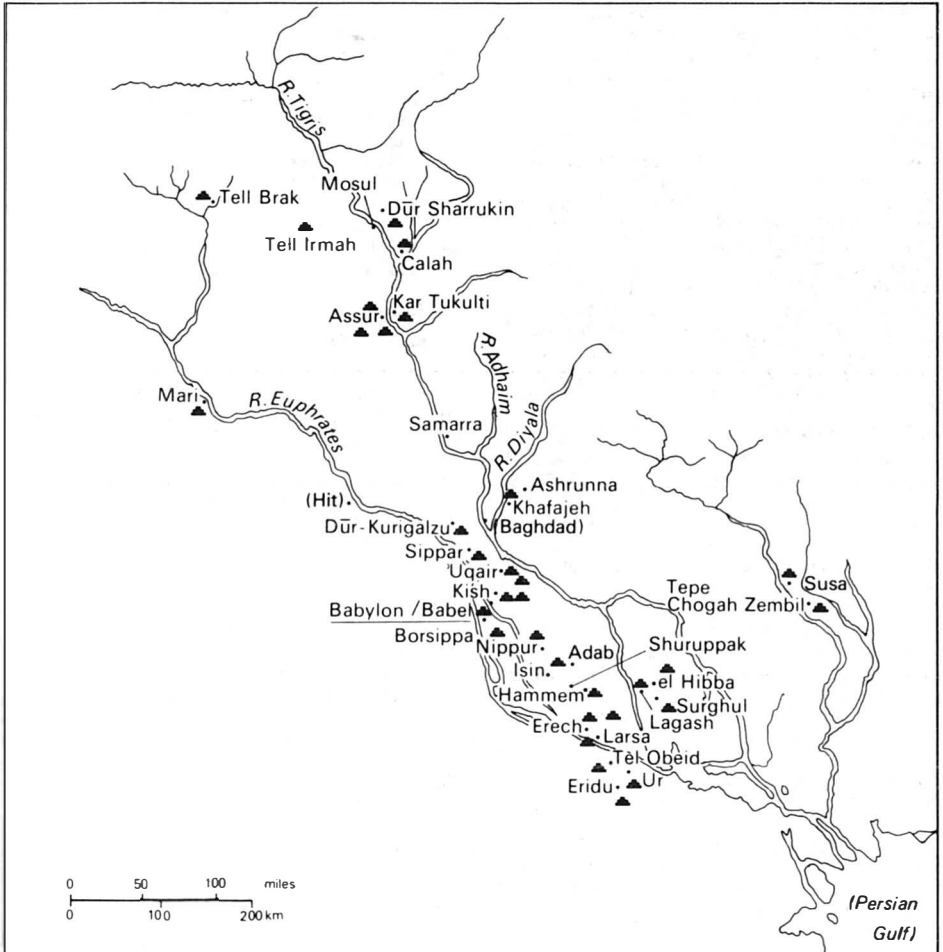 R. Tigris
Mosul
Tell Brak
Dūr Sharrukin
Tell Irmah
Calah
Kar Tukulti
Assur
R. Adhaim
Mari
R. Euphrates
R. Diyala
Samarra
Ashrunna
(Hit)
Khafajeh
Dūr-Kurigalzu
(Baghdad)
Sippar
Uqair
Tepe
Susa
Kish
Chogah Zembil
Babylon / Babel
Borsippa
Shuruppak
Nippur
Adab
Isin
el Hibba
Hammem
Surghul
Lagash
Erech
Larsa
Tèl Obeid
Ur
Eridu
0 50 100 miles
0 100 200 km
(Persian
Gulf)